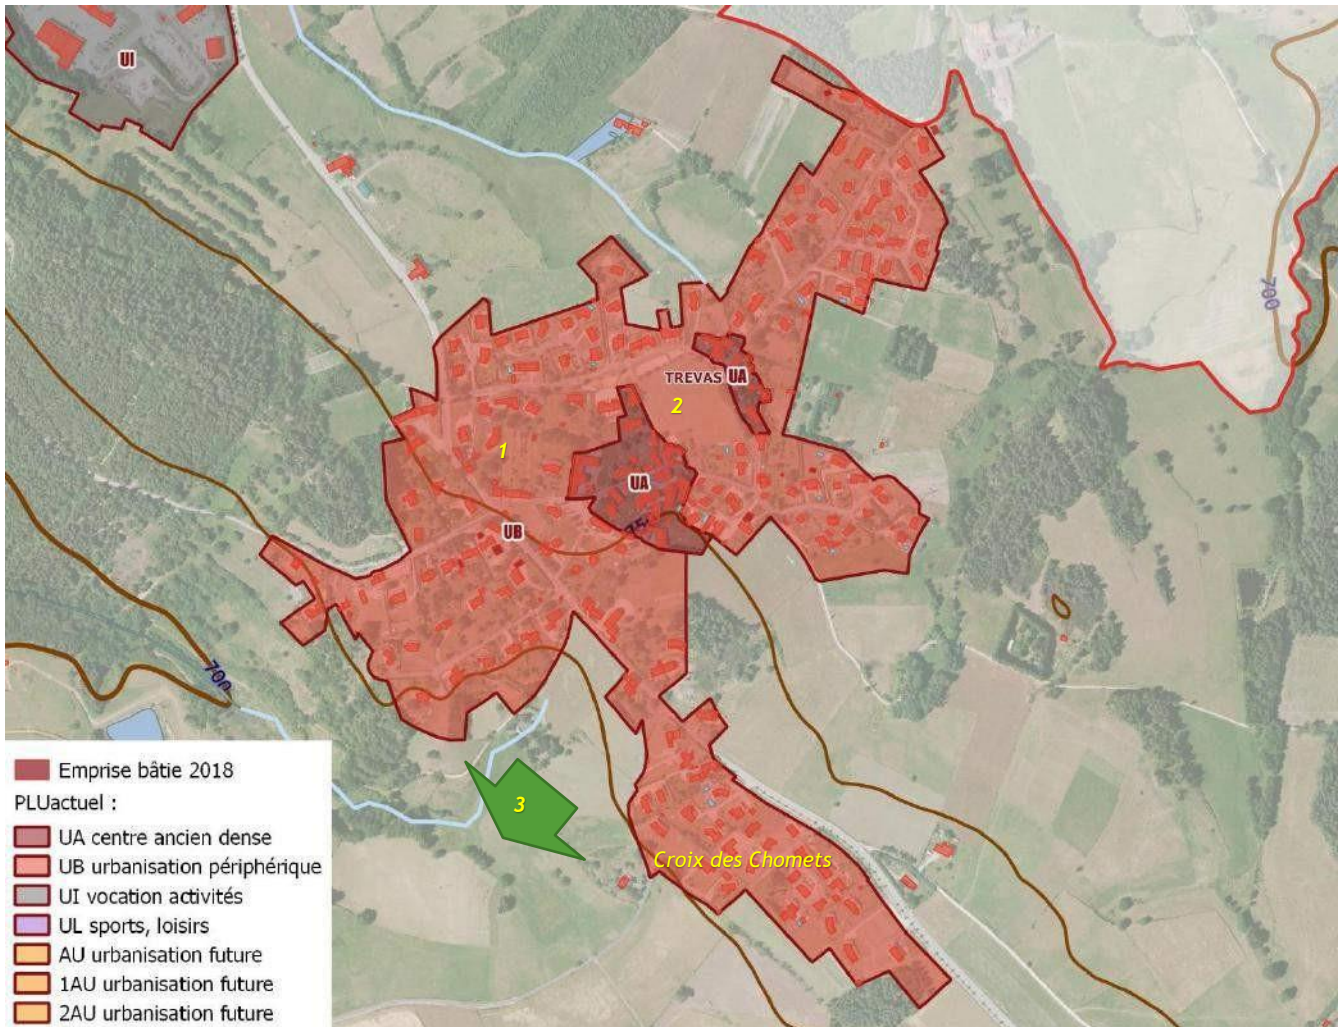 UI
700
TREVAS UA
2
1
UA
75
UB
700
3
Croix des Chomets
Emprise bâtie 2018
PLUactuel :
UA centre ancien dense
UB urbanisation périphérique
UI vocation activités
UL sports, loisirs
AU urbanisation future
1AU urbanisation future
2AU urbanisation future